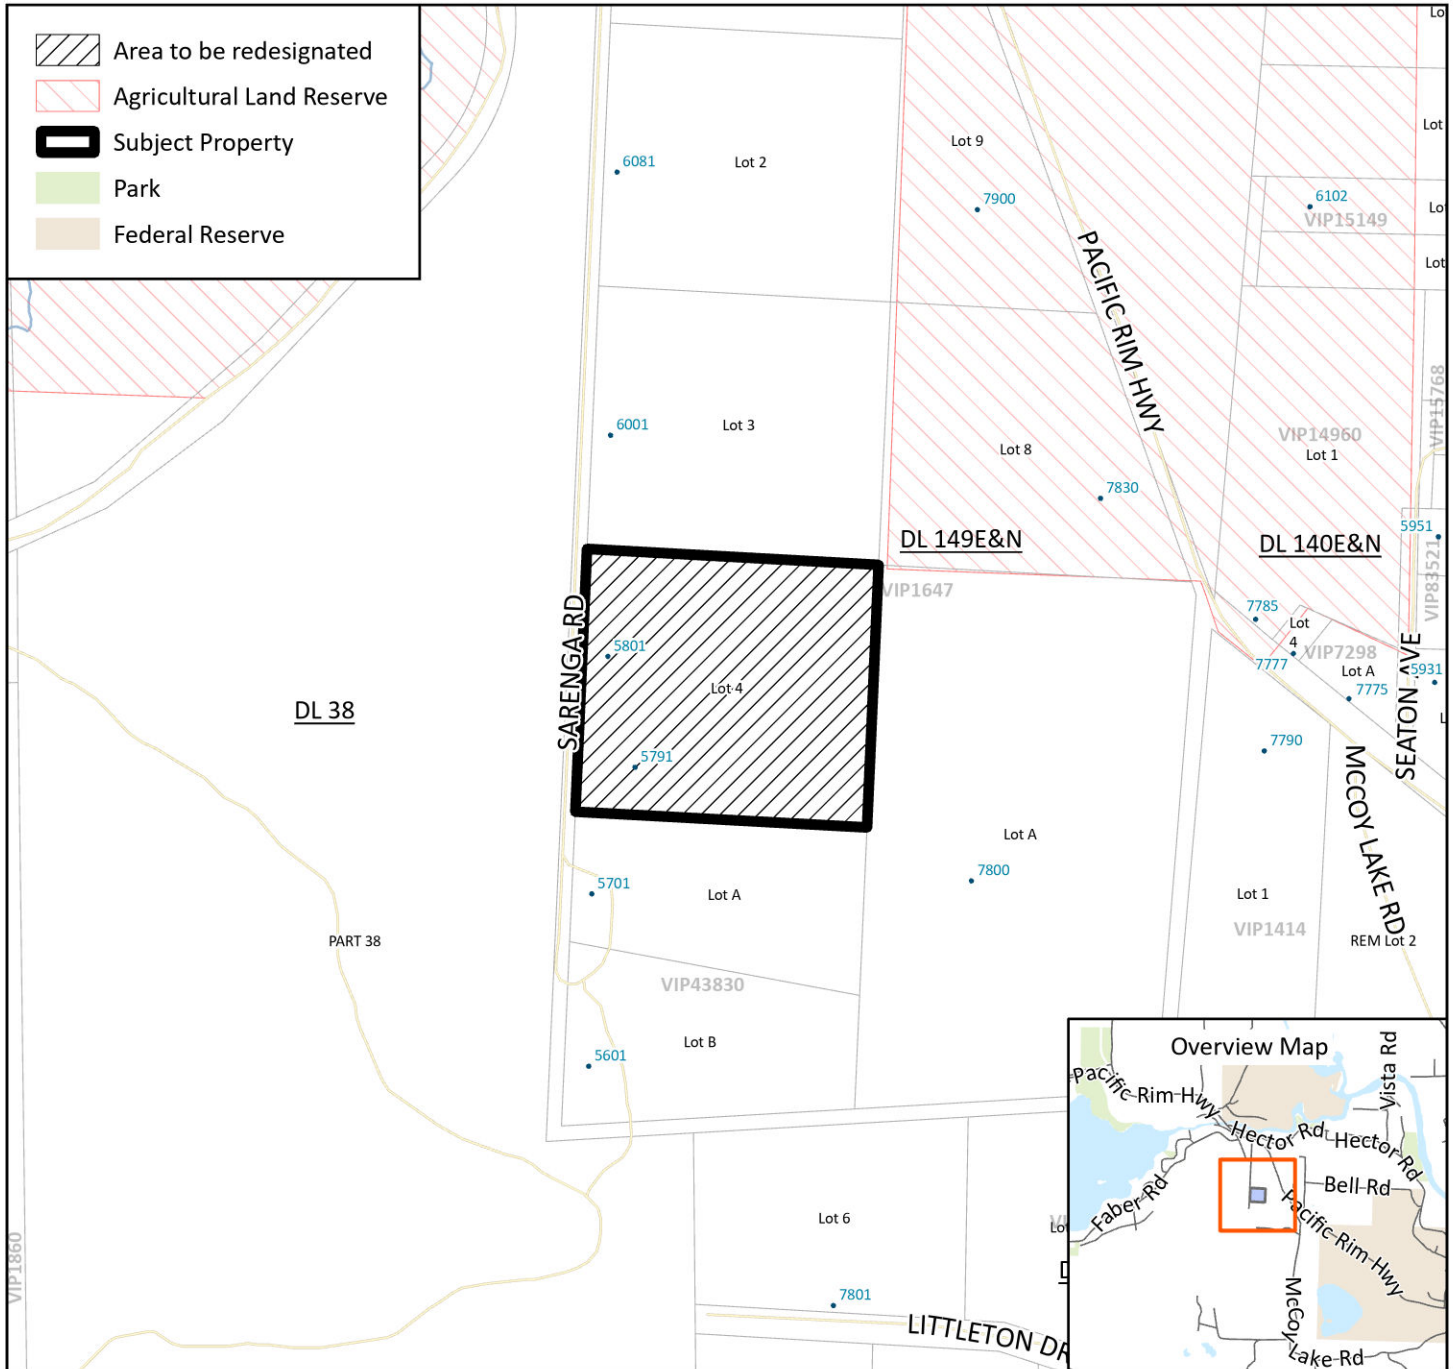 Area to be redesignated
Agricultural Land Reserve
Subject Property
Park
Federal Reserve
Lot
Lot 9
Lot
6081
Lot 2
7900
6102
VIP15149
Lot
PACIFIC RIM HWY
VIP15768
6001
Lot 3
Lot 8
VIP14960
Lot 1
7830
5951
DL 149E&N
DL 140E&N
VIP83521
VIP1647
7785
Lot
4
SARENGA RD
5801
VIP7298
7777
Lot A
5931
7775
SEATON AVE
DL 38
Lot 4
5791
7790
MCCOY LAKE RD
Lot A
7800
5701
Lot A
Lot 1
VIP1414
PART 38
REM Lot 2
VIP43830
Lot B
5601
Lot 6
VIP1860
7801
LITTLETON DR
Overview Map
Vista Rd
Pacific Rim Hwy
Hector Rd
Hector Rd
Bell Rd
Faber Rd
Pacific Rim Hwy
McCoy Lake Rd